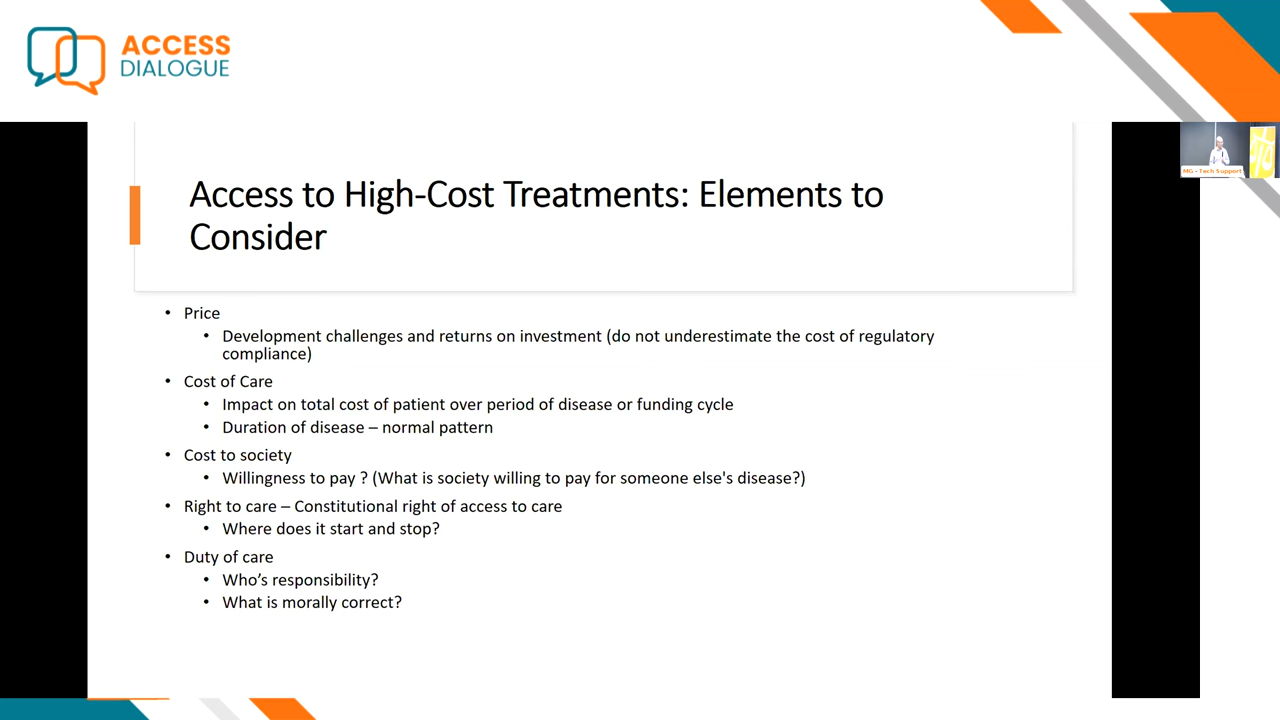 ACCESS
DIALOGUE
MG - Tech Support
Access to High-Cost Treatments: Elements to
Consider
• Price
• Development challenges and returns on investment (do not underestimate the cost of regulatory
compliance)
• Cost of Care
• Impact on total cost of patient over period of disease or funding cycle
• Duration of disease – normal pattern
• Cost to society
• Willingness to pay ? (What is society willing to pay for someone else's disease?)
• Right to care – Constitutional right of access to care
• Where does it start and stop?
• Duty of care
• Who’s responsibility?
• What is morally correct?